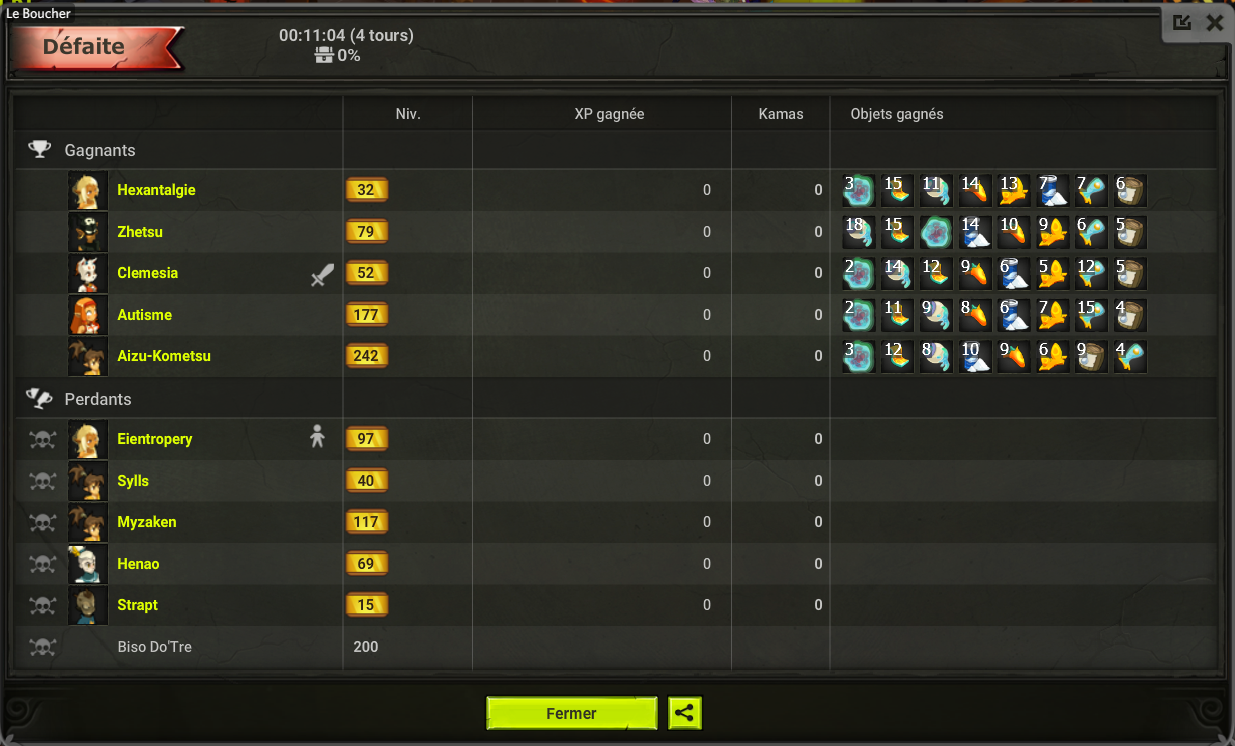 Le Boucher
Défaite
00:11:04 (4 tours)
0%
Niv. XP gagnée Kamas Objets gagnés
Gagnants
Hexantalgie 32 0 0 3 15 11 14 13 7 7 6
Zhetsu 79 0 0 18 15 14 10 9 6 5
Clemesia 52 0 0 2 14 12 9 6 5 12 5
Autisme 177 0 0 2 11 9 8 6 7 15 4
Aizu-Kometsu 242 0 0 3 12 8 10 9 6 9 4
Perdants
Eientropery 97 0 0
Sylls 40 0 0
Myzaken 117 0 0
Henao 69 0 0
Strapt 15 0 0
Biso Do'Tre 200
Fermer